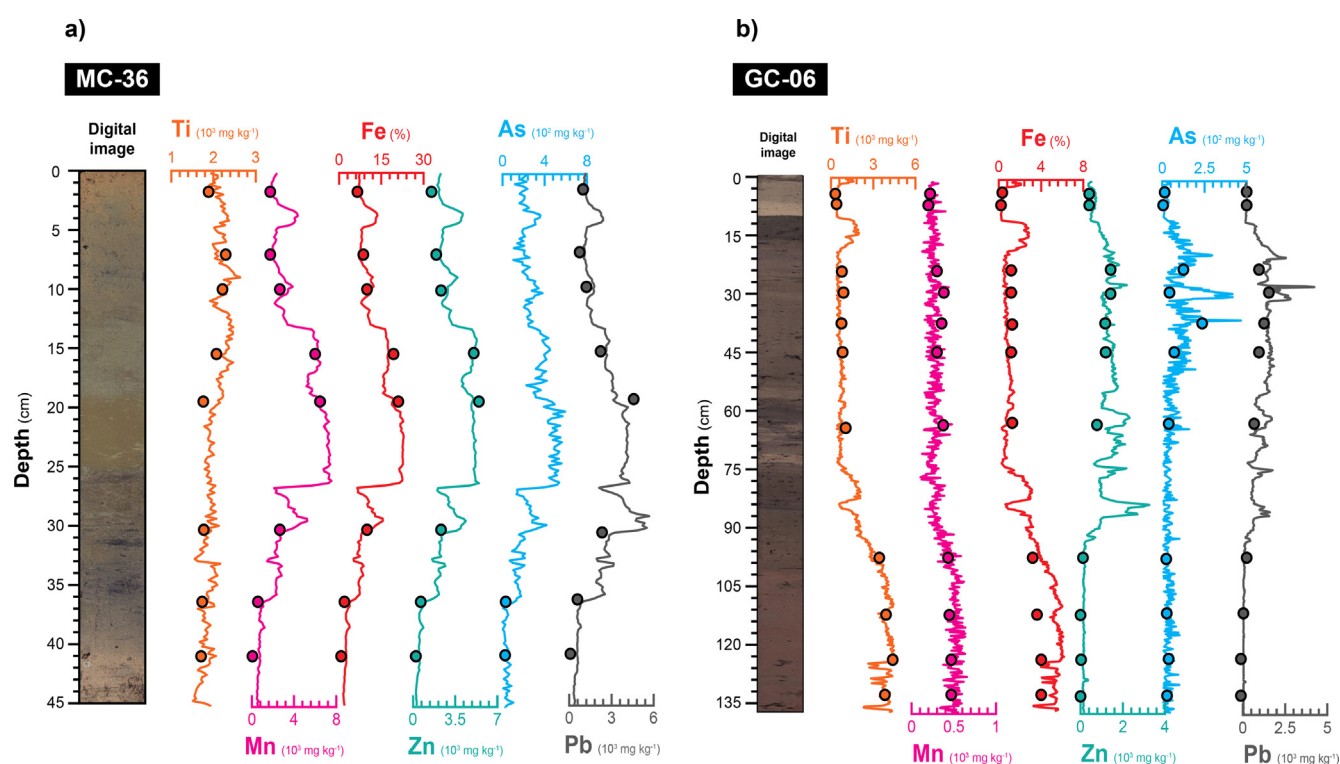 a)
MC-36
Digital
image
Ti (10³ mg kg⁻¹)
1 2 3
Fe (%)
0 15 30
As (10² mg kg⁻¹)
0 4 8
Depth (cm)
0
5
10
15
20
25
30
35
40
45
0 4 8
Mn (10³ mg kg⁻¹)
0 3.5 7
Zn (10³ mg kg⁻¹)
0 3 6
Pb (10³ mg kg⁻¹)
b)
GC-06
Digital
image
Ti (10³ mg kg⁻¹)
0 3 6
Fe (%)
0 4 8
As (10² mg kg⁻¹)
0 2.5 5
Depth (cm)
0
15
30
45
60
75
90
105
120
135
0 0.5 1
Mn (10³ mg kg⁻¹)
0 2 4
Zn (10³ mg kg⁻¹)
0 2.5 5
Pb (10³ mg kg⁻¹)